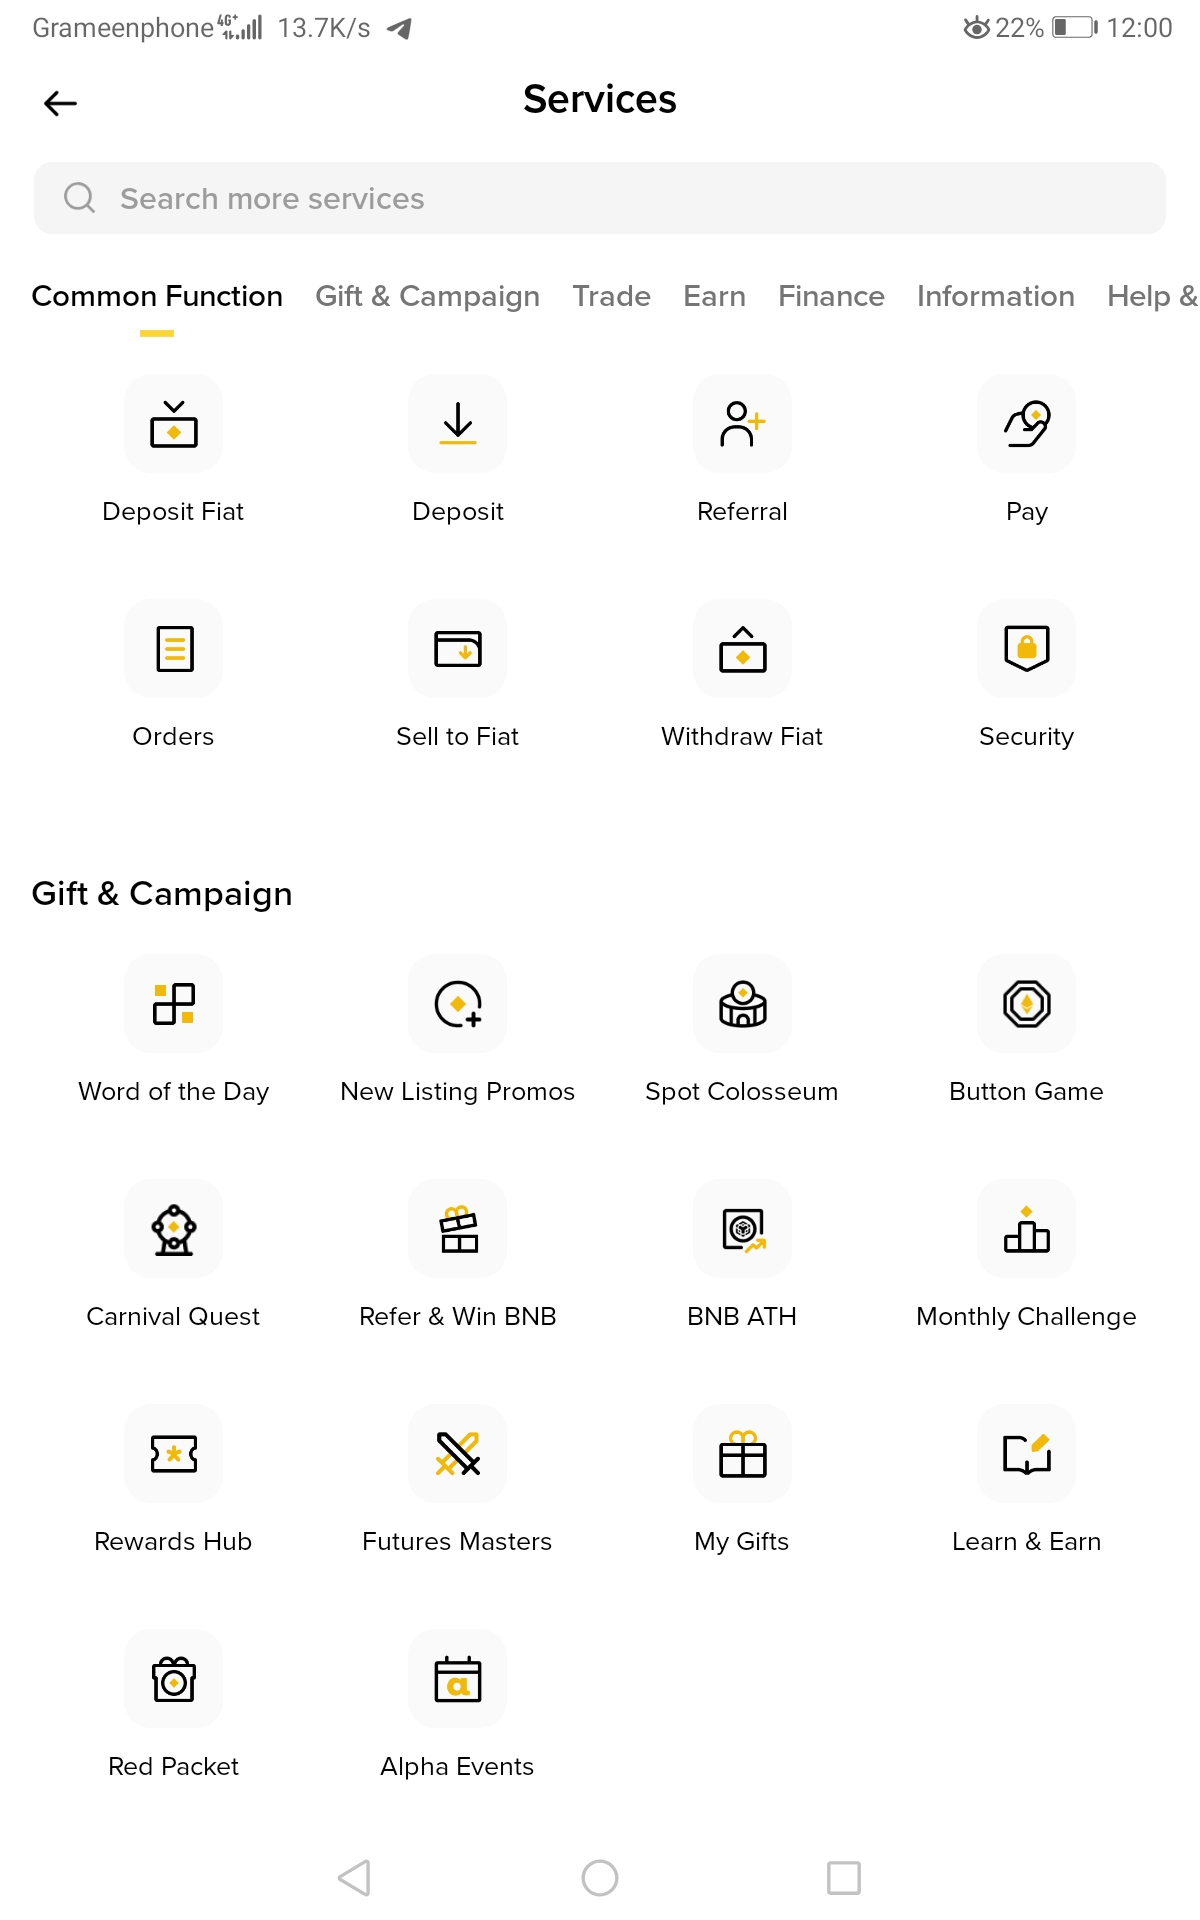 Grameenphone 4G+ 13.7K/s 22% 12:00
Services
Search more services
Common Function Gift & Campaign Trade Earn Finance Information Help &
Deposit Fiat Deposit Referral Pay
Orders Sell to Fiat Withdraw Fiat Security
Gift & Campaign
Word of the Day New Listing Promos Spot Colosseum Button Game
Carnival Quest Refer & Win BNB BNB ATH Monthly Challenge
Rewards Hub Futures Masters My Gifts Learn & Earn
a
Red Packet Alpha Events